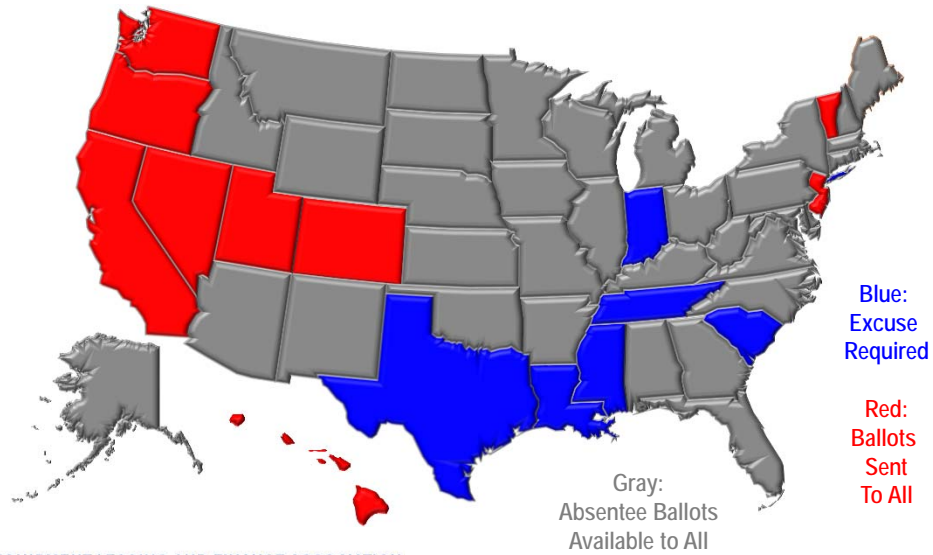 Blue:
Excuse
Required
Red:
Ballots
Sent
To All
Gray:
Absentee Ballots
Available to All